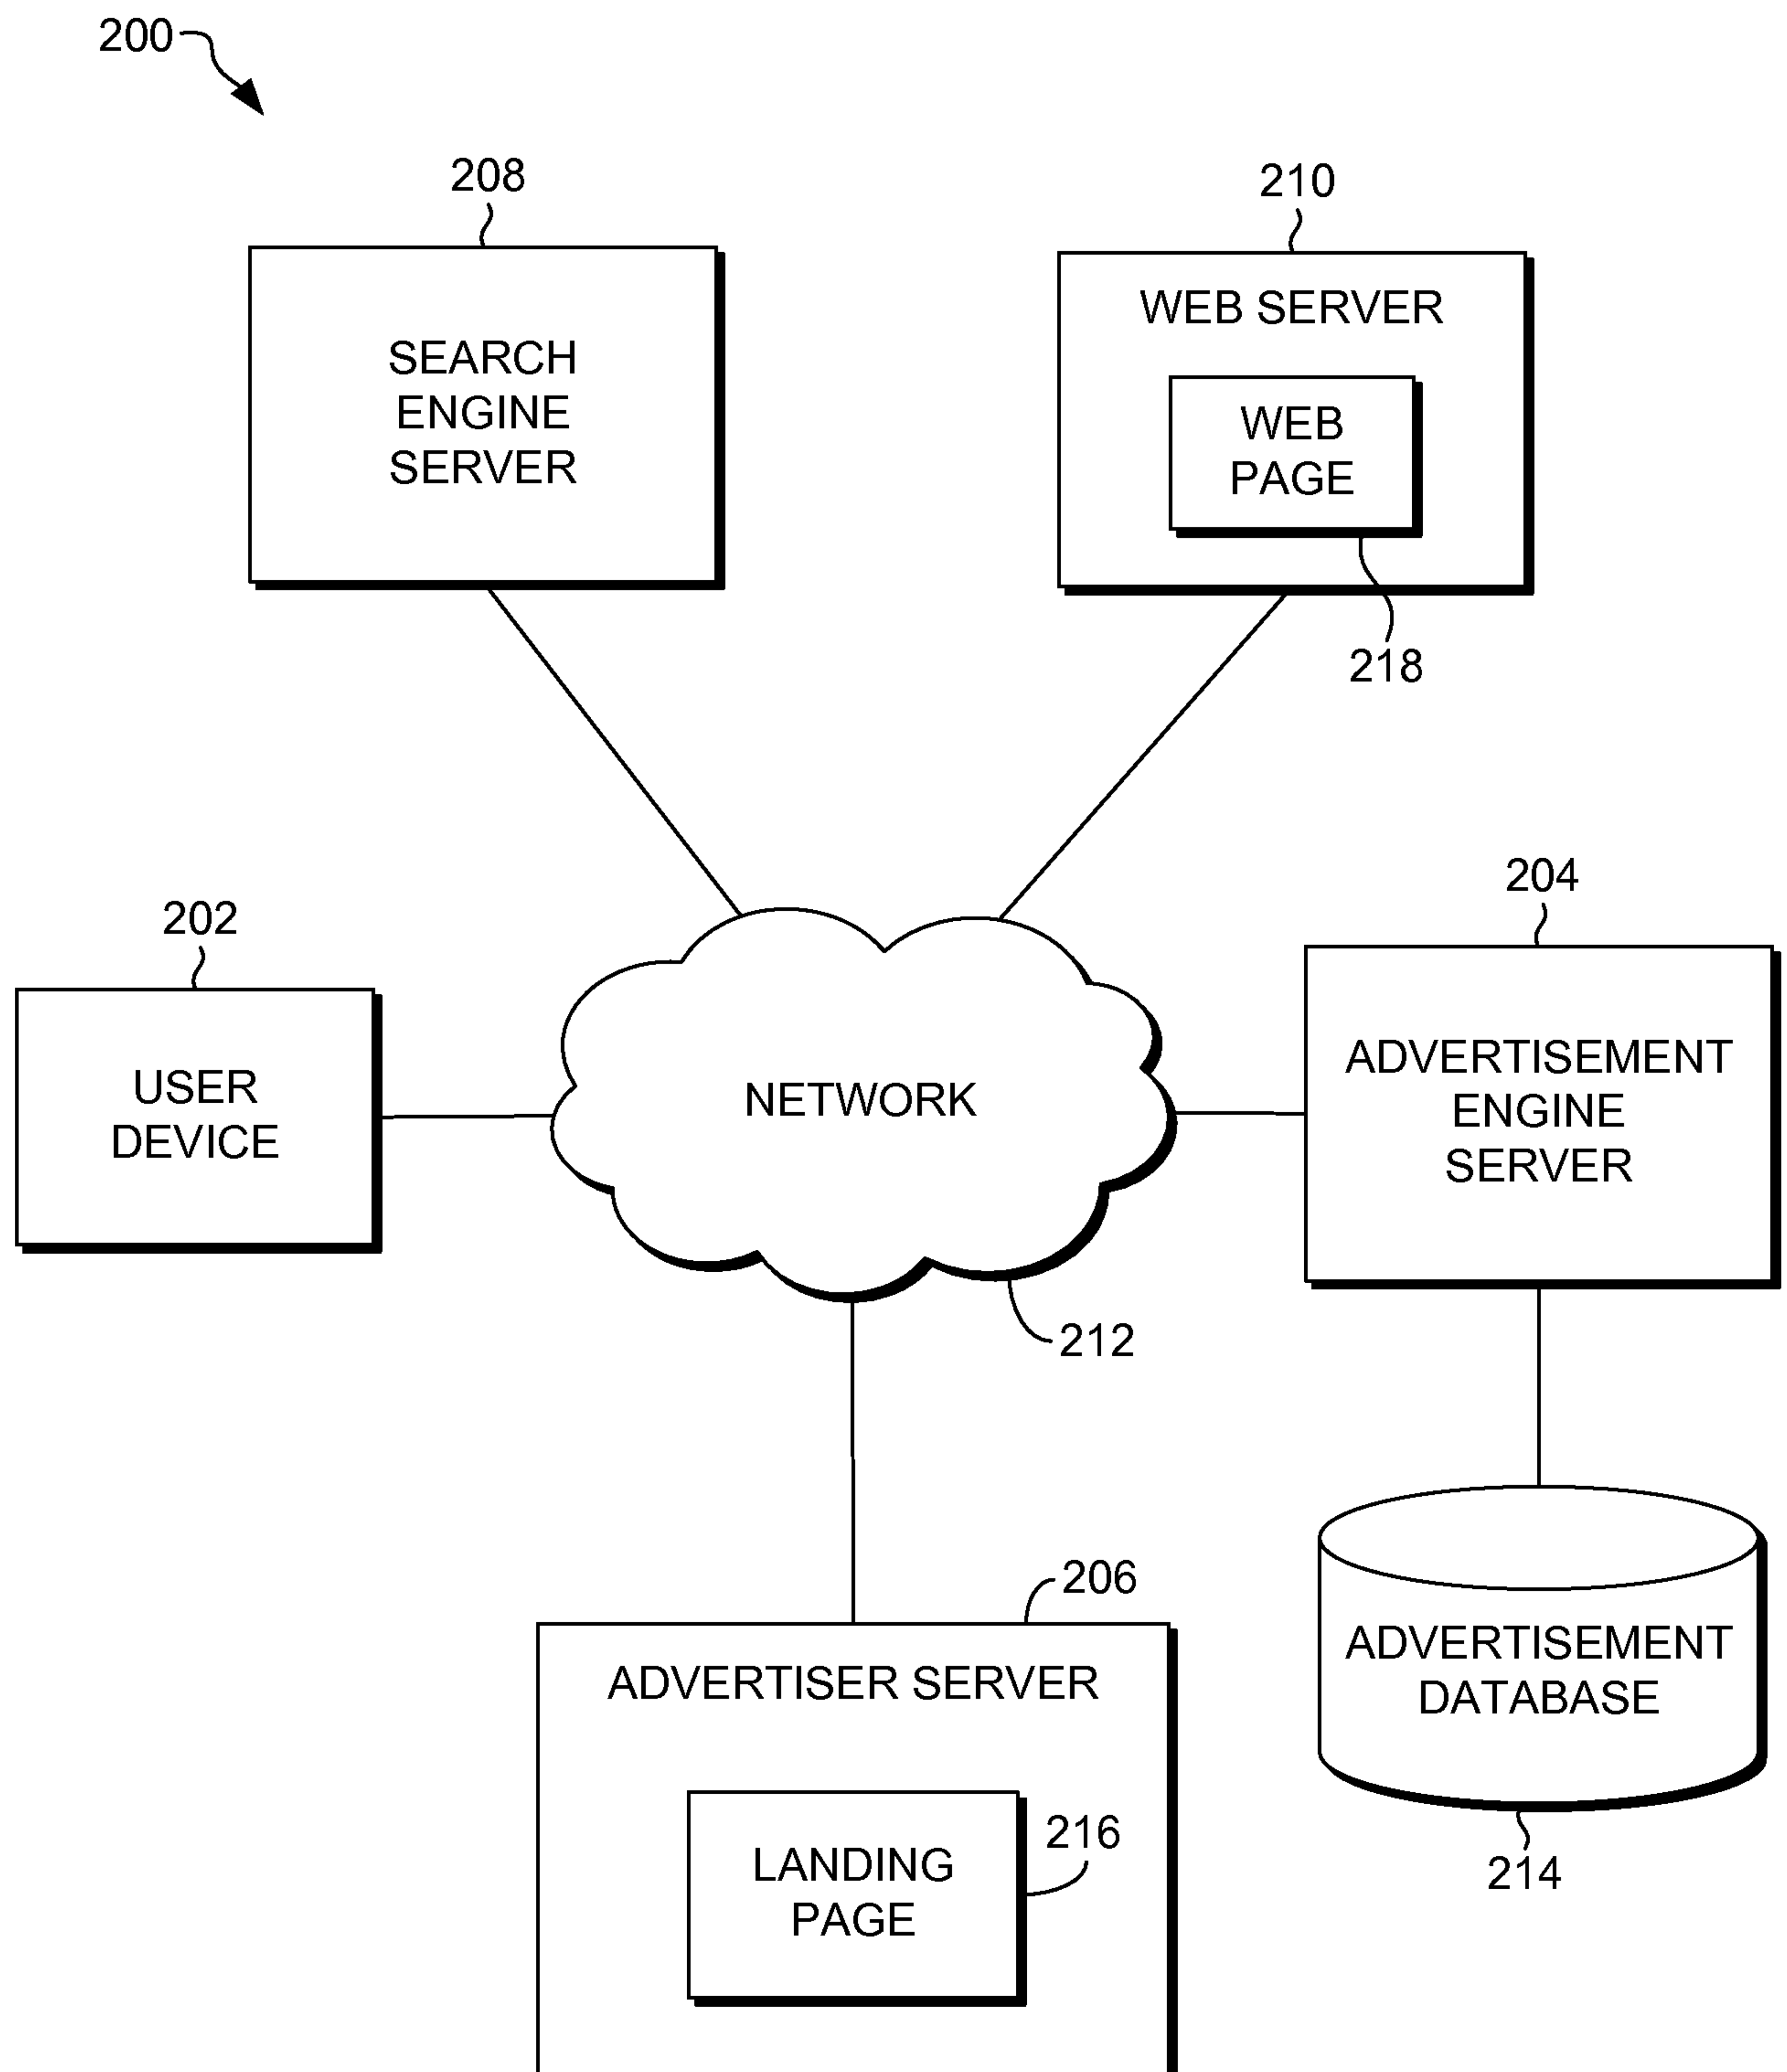 200
208
SEARCH
ENGINE
SERVER
210
WEB SERVER
WEB
PAGE
218
202
USER
DEVICE
NETWORK
212
204
ADVERTISEMENT
ENGINE
SERVER
206
ADVERTISER SERVER
LANDING
PAGE
216
ADVERTISEMENT
DATABASE
214